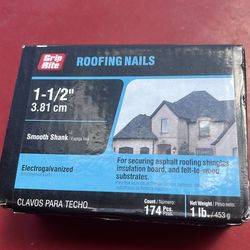 Grip
Rite
ROOFING NAILS
1-1/2"
3.81 cm
Smooth Shank /
Electrogalvanized
For securing asphalt roofing shingles,
insulation board, and felt-to-wood
substrates.
CLAVOS PARA TECHO
Count / Número:
174 Pcs.
Net Weight / Peso neto:
1 lb. / 453 g